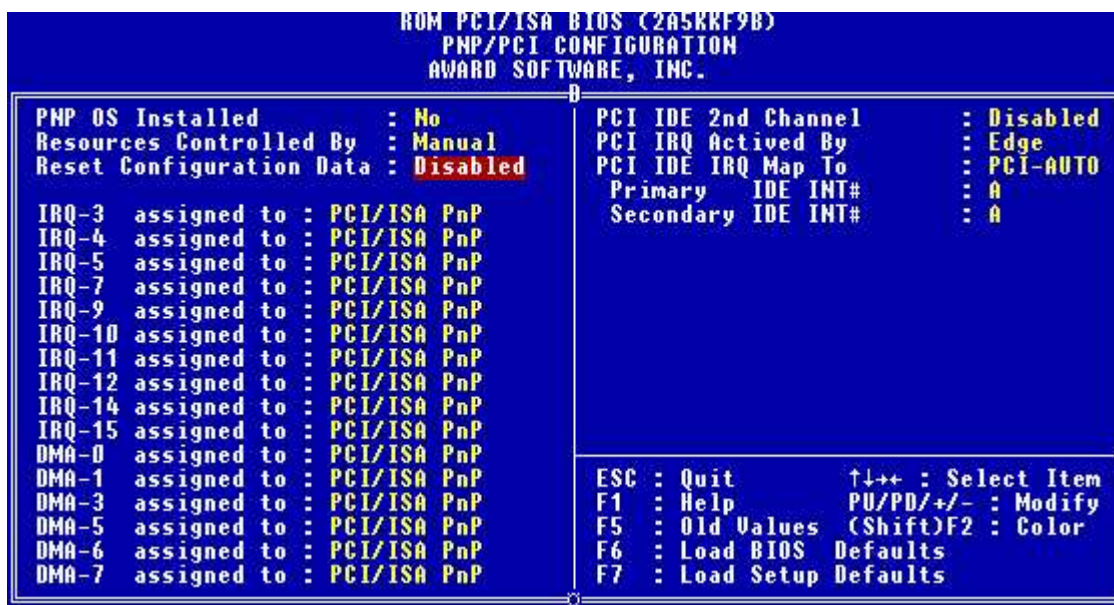 ROM PCI/ISA BIOS (2A5KKF9B)
PNP/PCI CONFIGURATION
AWARD SOFTWARE, INC.
PNP OS Installed : No
Resources Controlled By : Manual
Reset Configuration Data : Disabled
IRQ-3 assigned to : PCI/ISA PnP
IRQ-4 assigned to : PCI/ISA PnP
IRQ-5 assigned to : PCI/ISA PnP
IRQ-7 assigned to : PCI/ISA PnP
IRQ-9 assigned to : PCI/ISA PnP
IRQ-10 assigned to : PCI/ISA PnP
IRQ-11 assigned to : PCI/ISA PnP
IRQ-12 assigned to : PCI/ISA PnP
IRQ-14 assigned to : PCI/ISA PnP
IRQ-15 assigned to : PCI/ISA PnP
DMA-0 assigned to : PCI/ISA PnP
DMA-1 assigned to : PCI/ISA PnP
DMA-3 assigned to : PCI/ISA PnP
DMA-5 assigned to : PCI/ISA PnP
DMA-6 assigned to : PCI/ISA PnP
DMA-7 assigned to : PCI/ISA PnP
PCI IDE 2nd Channel : Disabled
PCI IRQ Actived By : Edge
PCI IDE IRQ Map To : PCI-AUTO
Primary IDE INT# : A
Secondary IDE INT# : A
ESC : Quit ↑↓→← : Select Item
F1 : Help PU/PD/+/- : Modify
F5 : Old Values (Shift)F2 : Color
F6 : Load BIOS Defaults
F7 : Load Setup Defaults